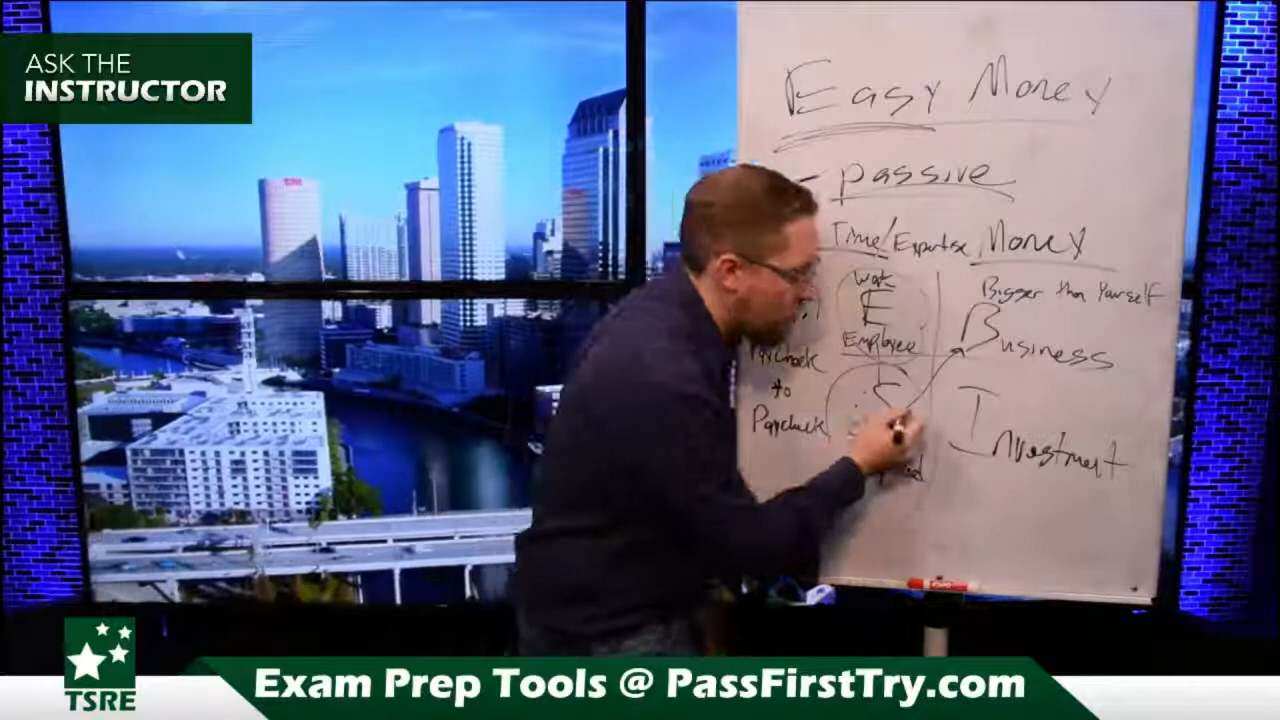 ASK THE
INSTRUCTOR
Easy Money
- passive
Time/Expertise, Money
Work
E
Employee
Paycheck
to
Paycheck
S
Bigger than Yourself
Business
Investment
TSRE
Exam Prep Tools @ PassFirstTry.com